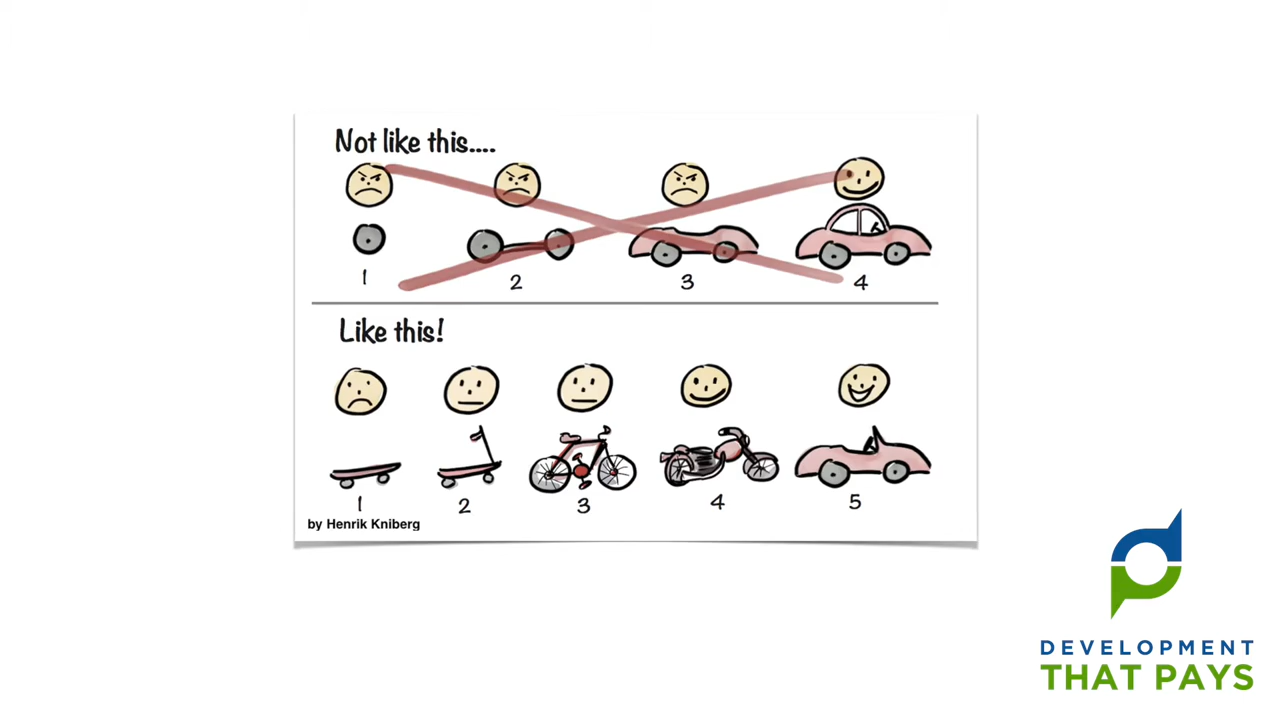 Not like this....
1
2
3
4
Like this!
1
2
3
4
5
by Henrik Kniberg
DEVELOPMENT
THAT PAYS